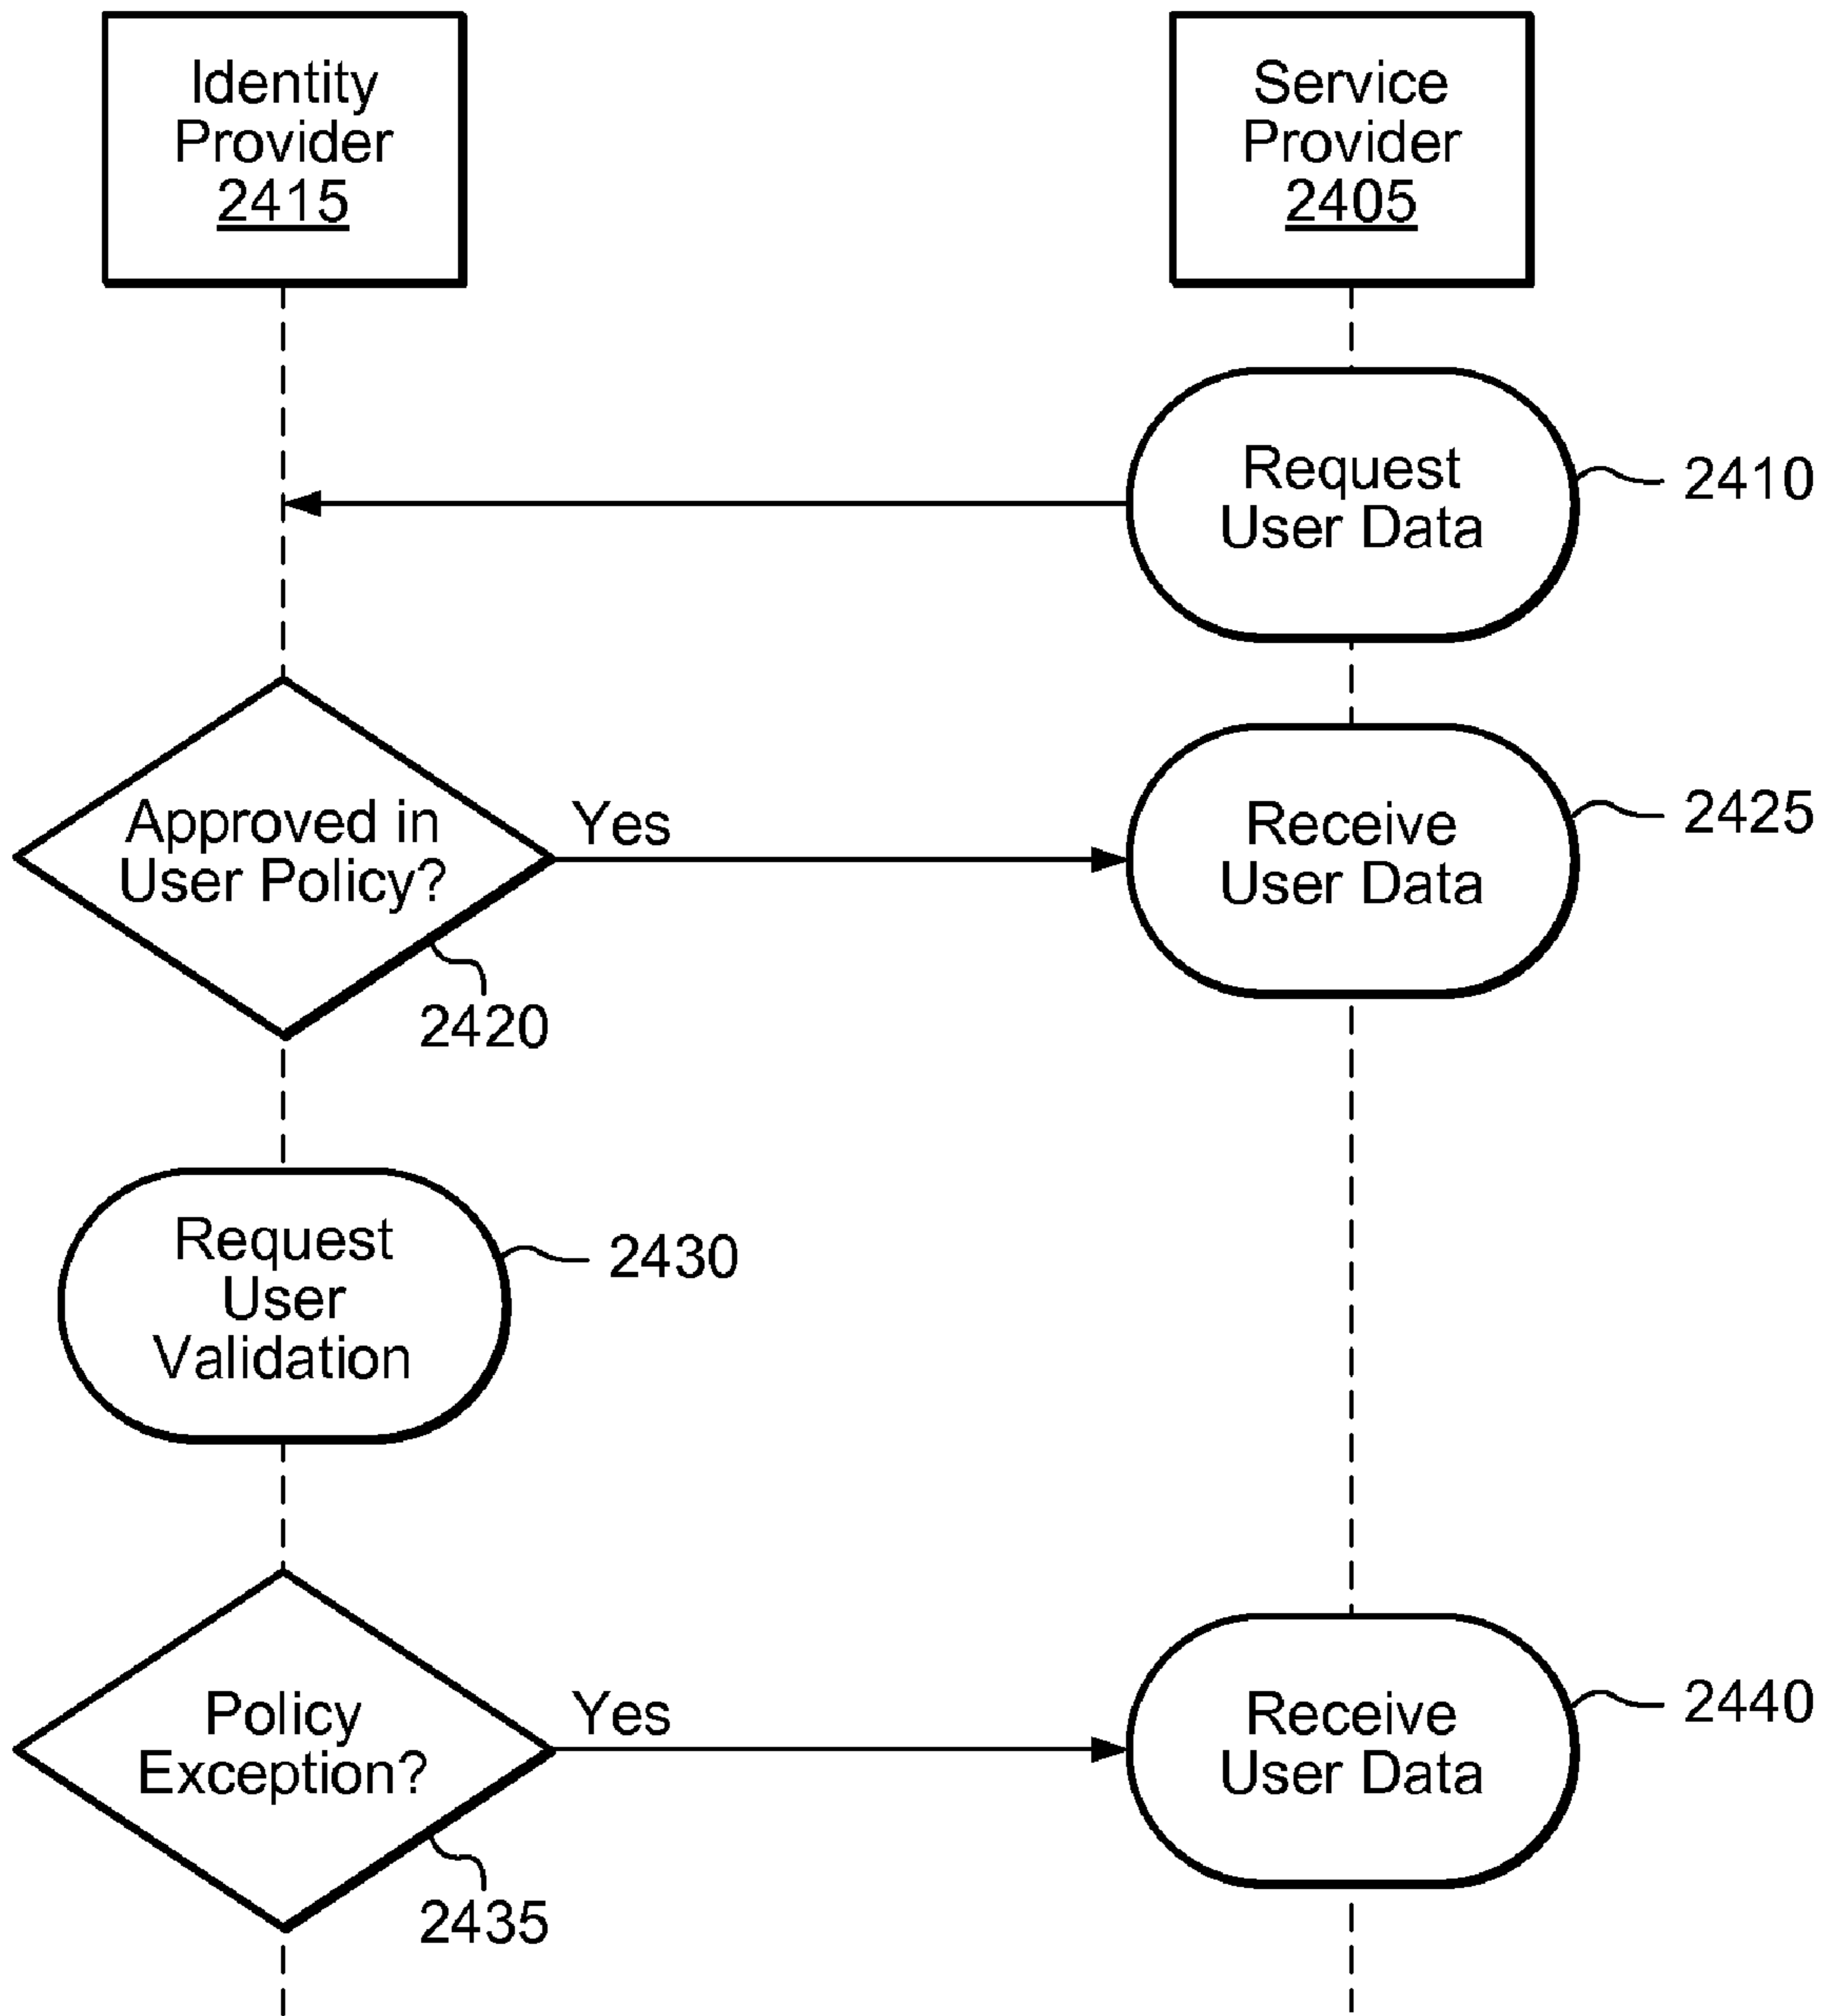 Identity
Provider
2415
Service
Provider
2405
Request
User Data
2410
Approved in
User Policy?
2420
Yes
Receive
User Data
2425
Request
User
Validation
2430
Policy
Exception?
2435
Yes
Receive
User Data
2440